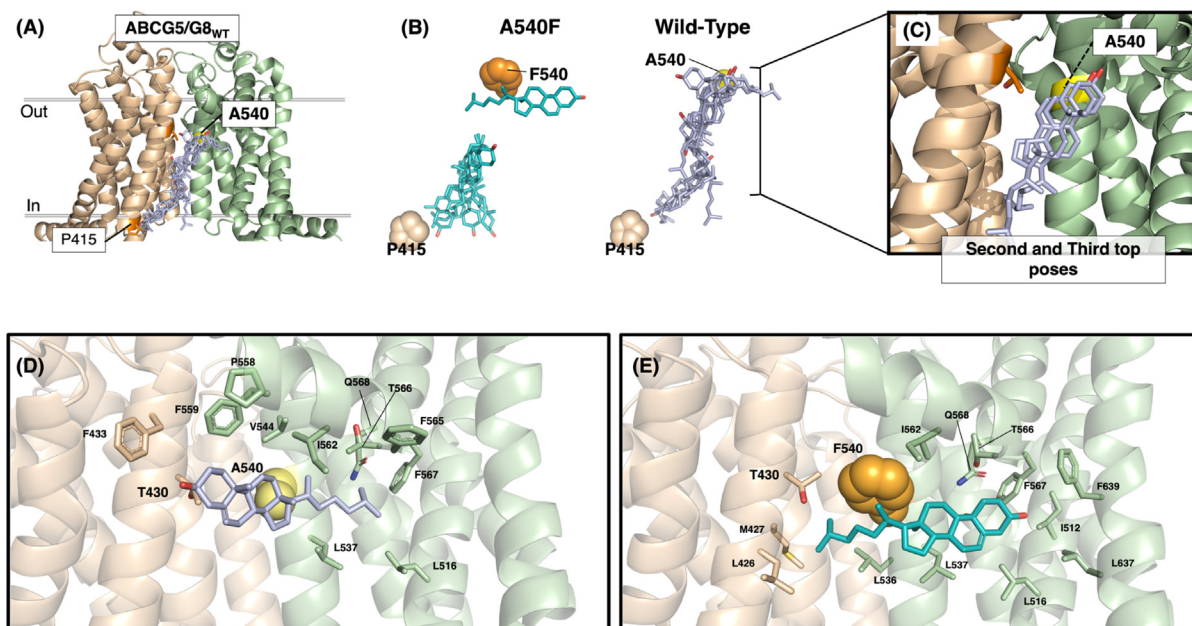 (A)
ABCG5/G8WT
A540
Out
In
P415
(B)
A540F
Wild-Type
F540
A540
P415
P415
(C)
A540
Second and Third top
poses
(D)
P558
Q568
T566
F559
V544
F565
F433
I562
A540
F567
T430
L537
L516
(E)
Q568
T566
I562
F540
T430
F567
F639
M427
I512
L426
L537
L637
L536
L516